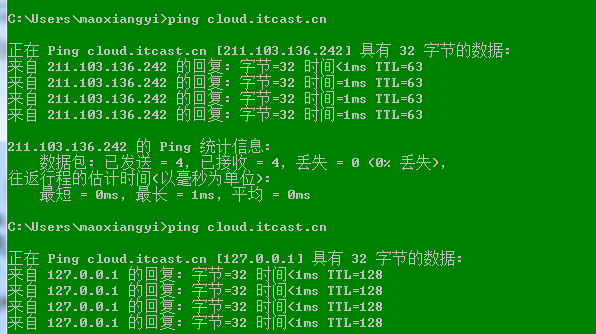 C:\Users\maoxiangyi>ping cloud.itcast.cn
正在 Ping cloud.itcast.cn [211.103.136.242] 具有 32 字节的数据:
来自 211.103.136.242 的回复: 字节=32 时间<1ms TTL=63
来自 211.103.136.242 的回复: 字节=32 时间=1ms TTL=63
来自 211.103.136.242 的回复: 字节=32 时间=1ms TTL=63
来自 211.103.136.242 的回复: 字节=32 时间=1ms TTL=63
211.103.136.242 的 Ping 统计信息:
数据包: 已发送 = 4, 已接收 = 4, 丢失 = 0 (0% 丢失),
往返行程的估计时间(以毫秒为单位):
最短 = 0ms, 最长 = 1ms, 平均 = 0ms
C:\Users\maoxiangyi>ping cloud.itcast.cn
正在 Ping cloud.itcast.cn [127.0.0.1] 具有 32 字节的数据:
来自 127.0.0.1 的回复: 字节=32 时间<1ms TTL=128
来自 127.0.0.1 的回复: 字节=32 时间<1ms TTL=128
来自 127.0.0.1 的回复: 字节=32 时间<1ms TTL=128
来自 127.0.0.1 的回复: 字节=32 时间<1ms TTL=128